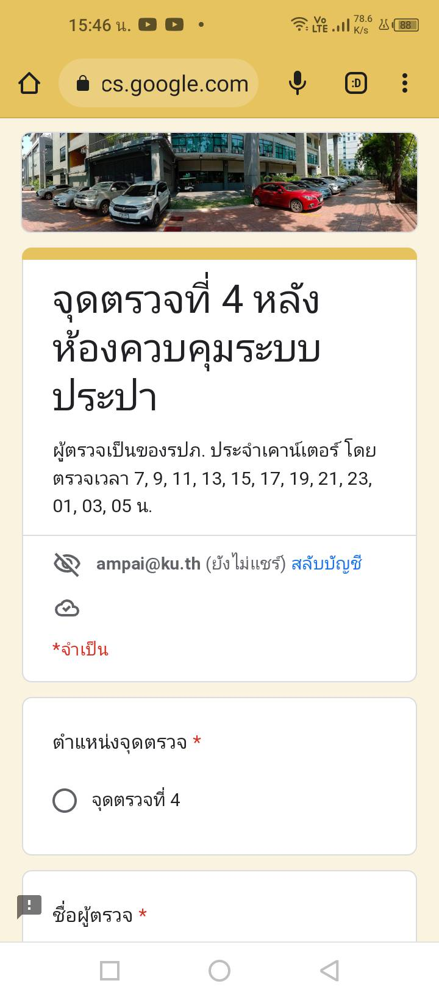 15:46 น.
Vo LTE 78.6 K/s 88
cs.google.com :D
จุดตรวจที่ 4 หลัง
ห้องควบคุมระบบ
ประปา
ผู้ตรวจเป็นของรปภ. ประจำเคาน์เตอร์ โดย
ตรวจเวลา 7, 9, 11, 13, 15, 17, 19, 21, 23,
01, 03, 05 น.
ampai@ku.th (ยังไม่แชร์) สลับบัญชี
*จำเป็น
ตำแหน่งจุดตรวจ *
จุดตรวจที่ 4
ชื่อผู้ตรวจ *